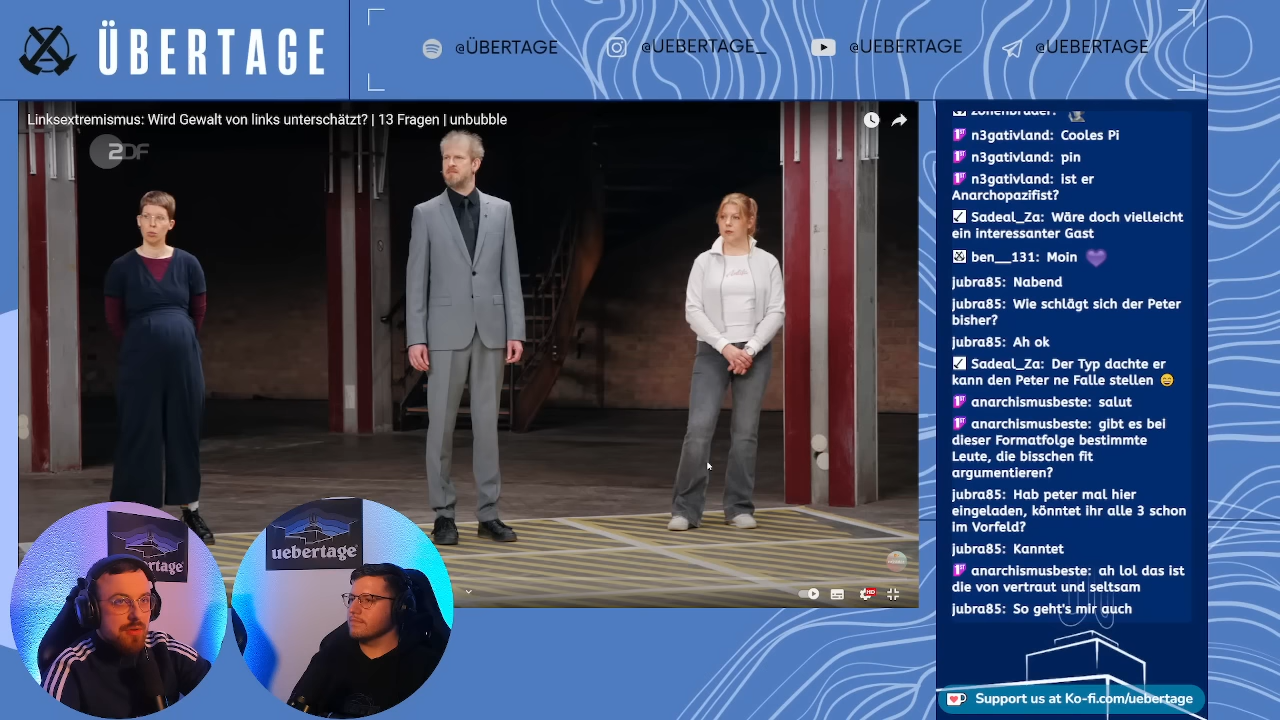 ÜBERTAGE
@ÜBERTAGE
@UEBERTAGE_
@UEBERTAGE
@UEBERTAGE
Linksextremismus: Wird Gewalt von links unterschätzt? | 13 Fragen | unbubble
ZDF
n3gativland: Cooles Pi
n3gativland: pin
n3gativland: ist er
Anarchopazifist?
Sadeal_Za: Wäre doch vielleicht
ein interessanter Gast
ben__131: Moin
jubra85: Nabend
jubra85: Wie schlägt sich der Peter
bisher?
jubra85: Ah ok
Sadeal_Za: Der Typ dachte er
kann den Peter ne Falle stellen
anarchismusbeste: salut
anarchismusbeste: gibt es bei
dieser Formatfolge bestimmte
Leute, die bisschen fit
argumentieren?
jubra85: Hab peter mal hier
eingeladen, könntet ihr alle 3 schon
im Vorfeld?
jubra85: Kanntet
anarchismusbeste: ah lol das ist
die von vertraut und seltsam
jubra85: So geht's mir auch
HD
uebertage
uebertage
Support us at Ko-fi.com/uebertage